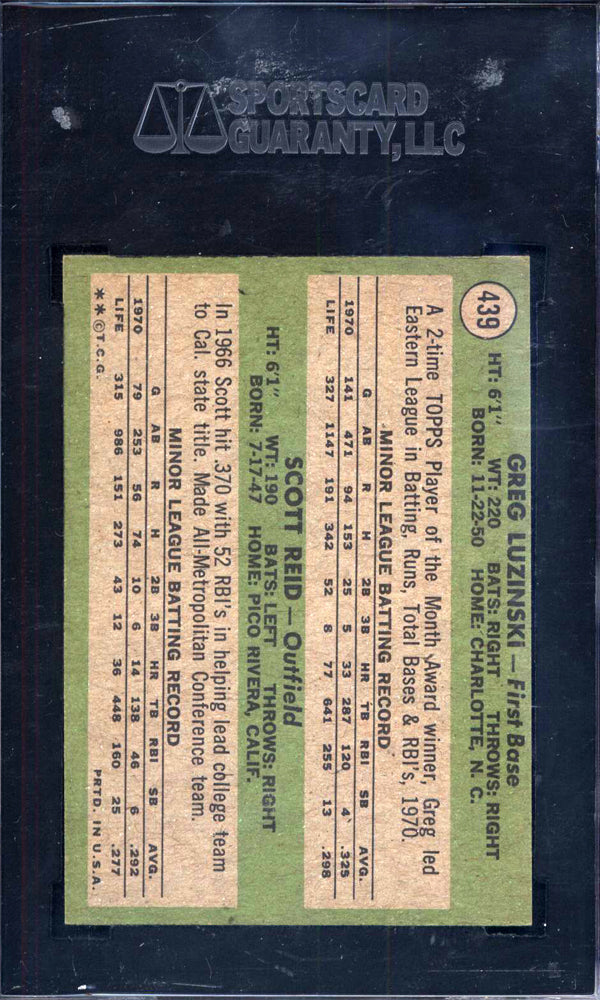 SPORTSCARD
GUARANTY, LLC
439
GREG LUZINSKI — First Base
HT: 6'1" WT: 220 BATS: RIGHT THROWS: RIGHT
BORN: 11-22-50 HOME: CHARLOTTE, N. C.
A 2-time TOPPS Player of the Month Award winner, Greg led
Eastern League in Batting, Runs, Total Bases & RBI's, 1970.
MINOR LEAGUE BATTING RECORD
G AB R H 2B 3B HR TB RBI SB AVG.
1970 141 471 94 153 25 5 33 287 120 4 .325
LIFE 327 1147 191 342 52 8 77 641 255 13 .298
SCOTT REID — Outfield
HT: 6'1" WT: 190 BATS: LEFT THROWS: RIGHT
BORN: 7-17-47 HOME: PICO RIVERA, CALIF.
In 1966 Scott hit .370 with 52 RBI's in helping lead college team
to Cal. state title. Made All-Metropolitan Conference team.
MINOR LEAGUE BATTING RECORD
G AB R H 2B 3B HR TB RBI SB AVG.
1970 79 253 56 74 10 6 14 138 46 6 .292
LIFE 315 986 151 273 43 12 36 448 160 25 .277
**©T.C.G. PRTD. IN U.S.A.